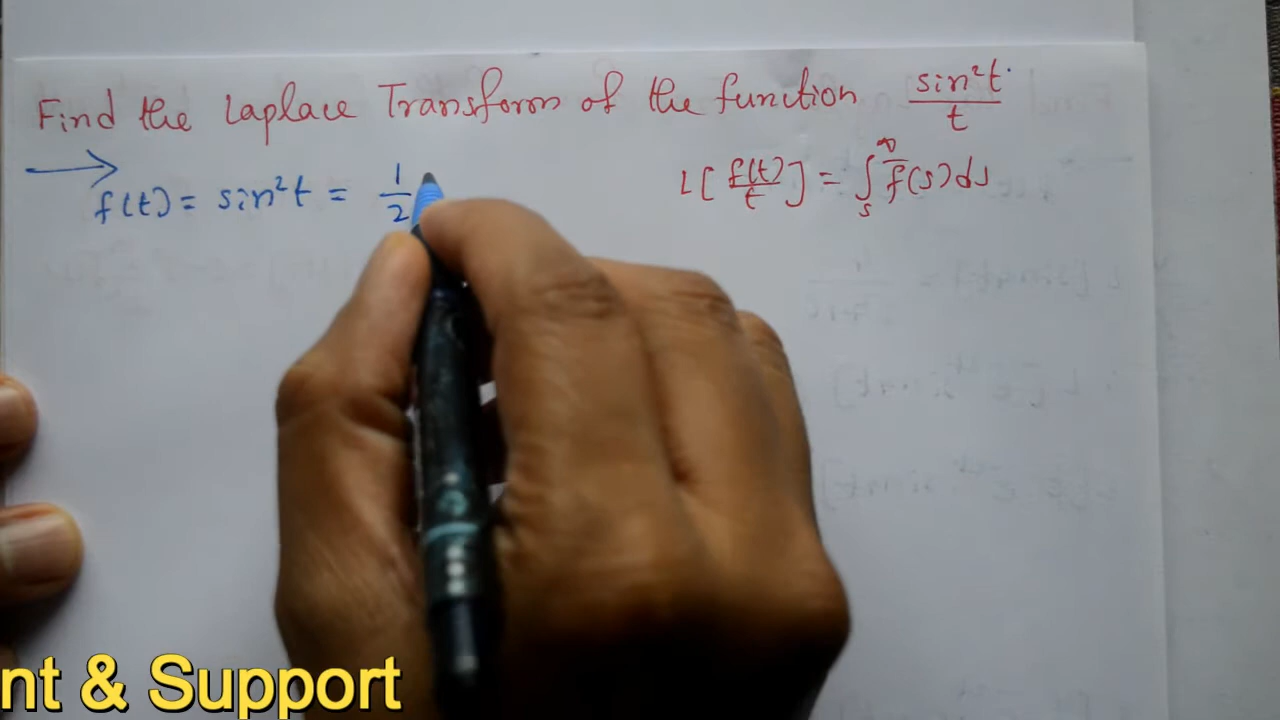 Find the Laplace Transform of the function sin²t/t
L[f(t)/t] = ∫ₛ^∞ f̅(s)ds
f(t) = sin²t = 1/2
nt & Support